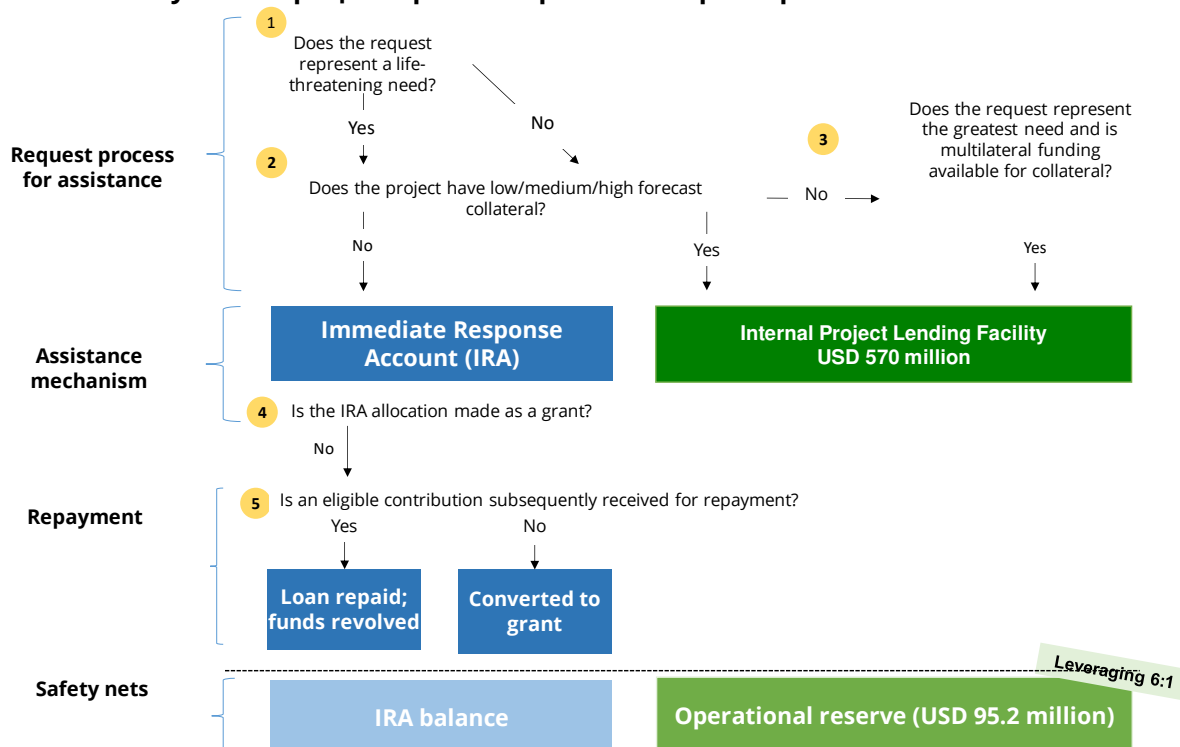 1
Does the request
represent a life-
threatening need?
Yes
No
Request process
for assistance
2
Does the project have low/medium/high forecast
collateral?
No
Yes
No
3
Does the request represent
the greatest need and is
multilateral funding
available for collateral?
Yes
Assistance
mechanism
Immediate Response
Account (IRA)
Internal Project Lending Facility
USD 570 million
4
Is the IRA allocation made as a grant?
No
Repayment
5
Is an eligible contribution subsequently received for repayment?
Yes
No
Loan repaid;
funds revolved
Converted to
grant
Safety nets
Leveraging 6:1
IRA balance
Operational reserve (USD 95.2 million)